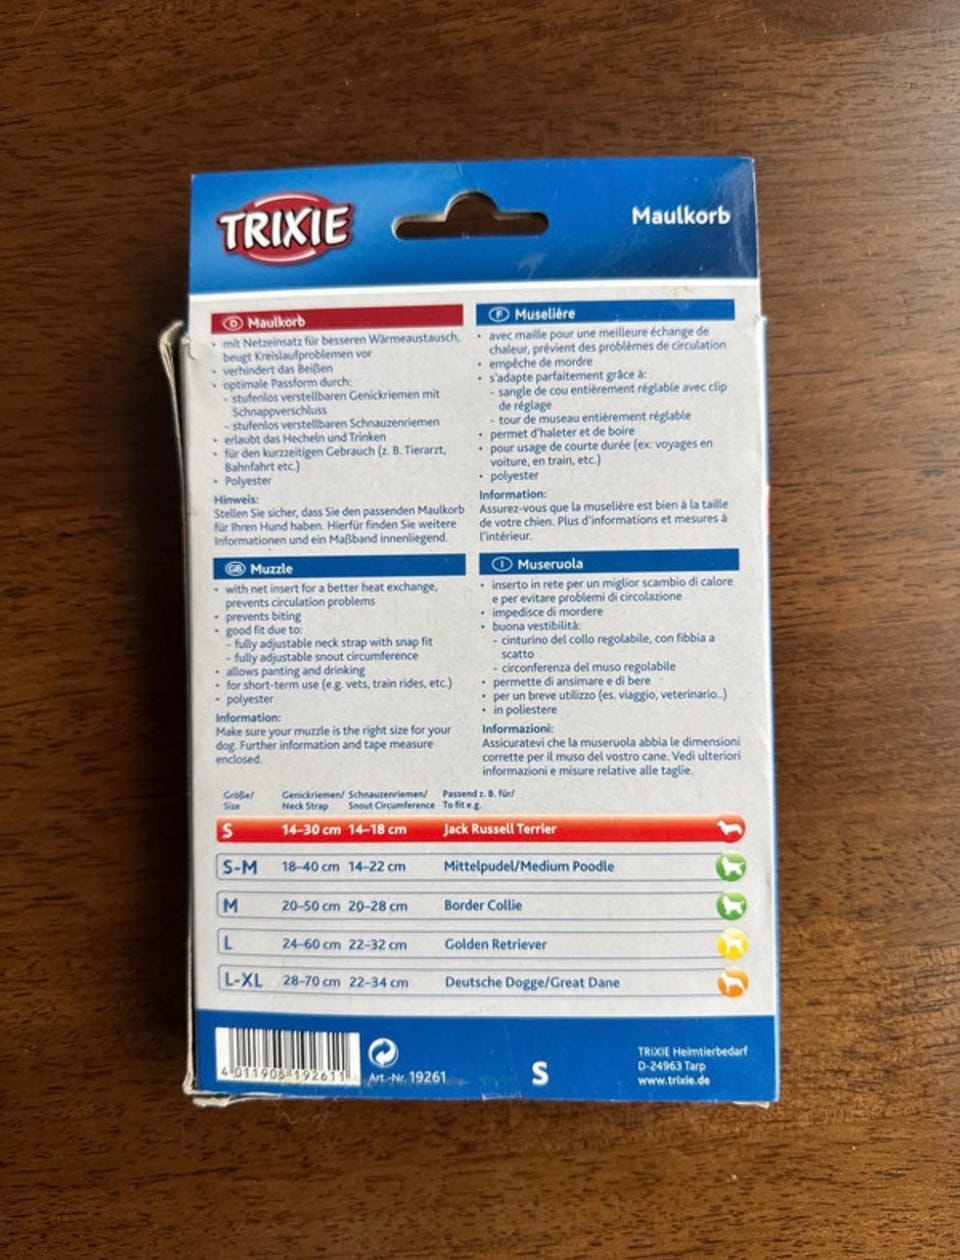 TRIXIE
Maulkorb
D Maulkorb
• mit Netzeinsatz für besseren Wärmeaustausch,
beugt Kreislaufproblemen vor
• verhindert das Beißen
• optimale Passform durch:
- stufenlos verstellbaren Genickriemen mit
Schnappverschluss
- stufenlos verstellbaren Schnauzenriemen
• erlaubt das Hecheln und Trinken
• für den kurzzeitigen Gebrauch (z. B. Tierarzt,
Bahnfahrt etc.)
• Polyester
Hinweis:
Stellen Sie sicher, dass Sie den passenden Maulkorb
für Ihren Hund haben. Hierfür finden Sie weitere
Informationen und ein Maßband innenliegend.
F Muselière
• avec maille pour une meilleure échange de
chaleur, prévient des problèmes de circulation
• empêche de mordre
• s'adapte parfaitement grâce à:
- sangle de cou entièrement réglable avec clip
de réglage
- tour de museau entièrement réglable
• permet d'haleter et de boire
• pour usage de courte durée (ex: voyages en
voiture, en train, etc.)
• polyester
Information:
Assurez-vous que la muselière est bien à la taille
de votre chien. Plus d'informations et mesures à
l'intérieur.
GB Muzzle
• with net insert for a better heat exchange,
prevents circulation problems
• prevents biting
• good fit due to:
- fully adjustable neck strap with snap fit
- fully adjustable snout circumference
• allows panting and drinking
• for short-term use (e.g. vets, train rides, etc.)
• polyester
Information:
Make sure your muzzle is the right size for your
dog. Further information and tape measure
enclosed.
I Museruola
• inserto in rete per un miglior scambio di calore
e per evitare problemi di circolazione
• impedisce di mordere
• buona vestibilità:
- cinturino del collo regolabile, con fibbia a
scatto
- circonferenza del muso regolabile
• permette di ansimare e di bere
• per un breve utilizzo (es. viaggio, veterinario..)
• in poliestere
Informazioni:
Assicuratevi che la museruola abbia le dimensioni
corrette per il muso del vostro cane. Vedi ulteriori
informazioni e misure relative alle taglie.
Größe/ Genickriemen/ Schnauzenriemen/ Passend z. B. für/
Size Neck Strap Snout Circumference To fit e.g.
S 14–30 cm 14–18 cm Jack Russell Terrier
S-M 18–40 cm 14–22 cm Mittelpudel/Medium Poodle
M 20–50 cm 20–28 cm Border Collie
L 24–60 cm 22–32 cm Golden Retriever
L-XL 28–70 cm 22–34 cm Deutsche Dogge/Great Dane
4 011905 192611
Art.-Nr. 19261
S
TRIXIE Heimtierbedarf
D-24963 Tarp
www.trixie.de